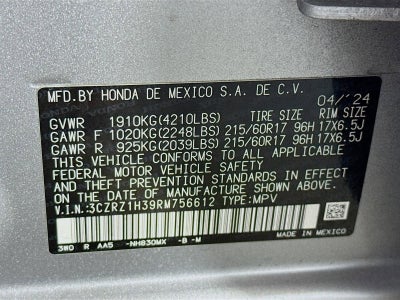 MFD.BY HONDA DE MEXICO S.A. DE C.V.
04/'24
TIRE SIZE RIM SIZE
GVWR 1910KG(4210LBS)
GAWR F 1020KG(2248LBS) 215/60R17 96H 17X6.5J
GAWR R 925KG(2039LBS) 215/60R17 96H 17X6.5J
THIS VEHICLE CONFORMS TO ALL APPLICABLE
FEDERAL MOTOR VEHICLE SAFETY AND
THEFT PREVENTION STANDARDS IN EFFECT
ON THE DATE OF MANUFACTURE SHOWN ABOVE.
V.I.N.:3CZRZ1H39RM756612 TYPE:MPV
3W0 R AA5 -NH830MX -B -M
MADE IN MEXICO